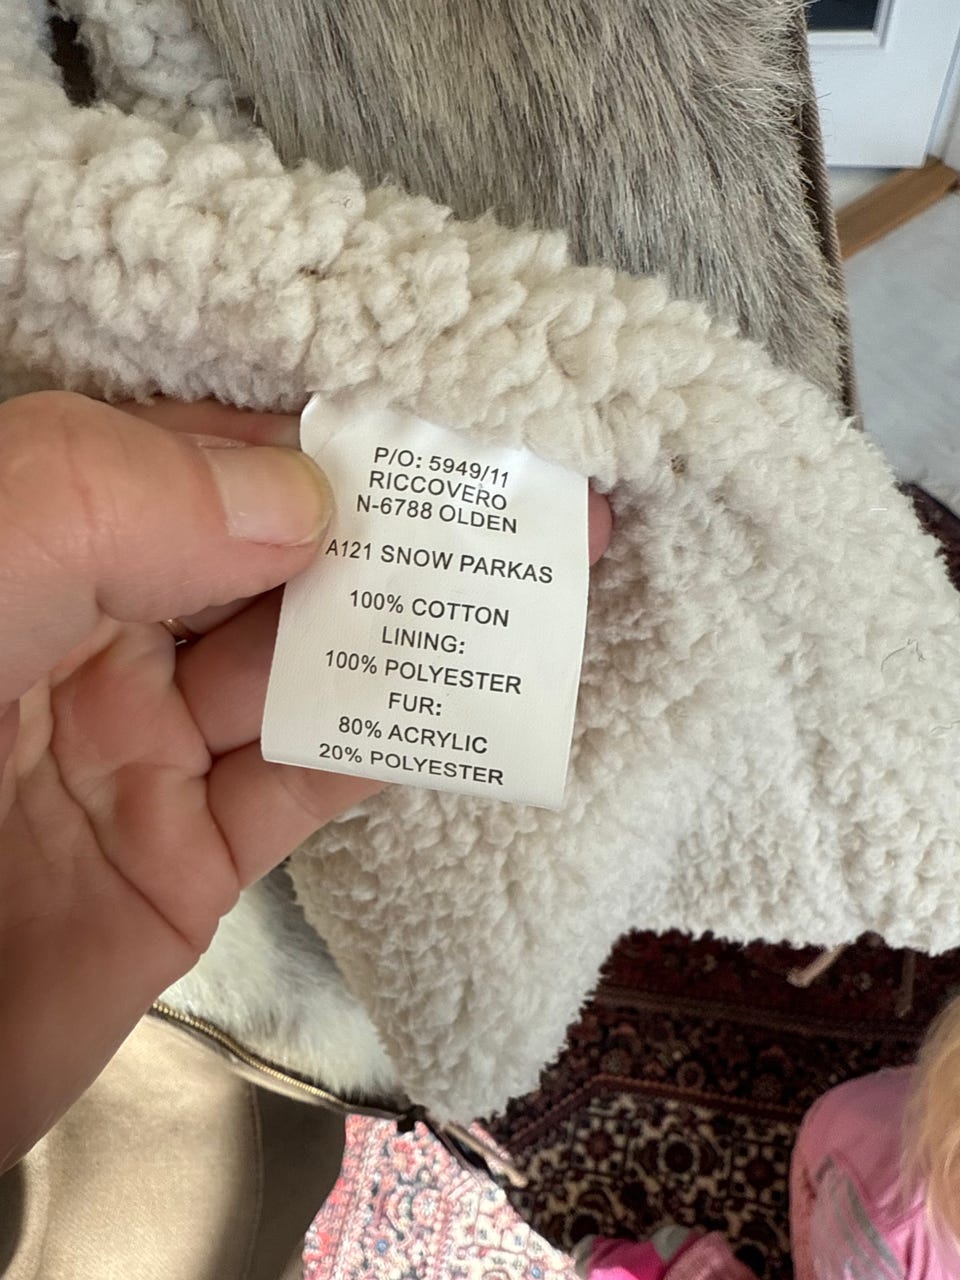 P/O: 5949/11
RICCOVERO
N-6788 OLDEN
A121 SNOW PARKAS
100% COTTON
LINING:
100% POLYESTER
FUR:
80% ACRYLIC
20% POLYESTER